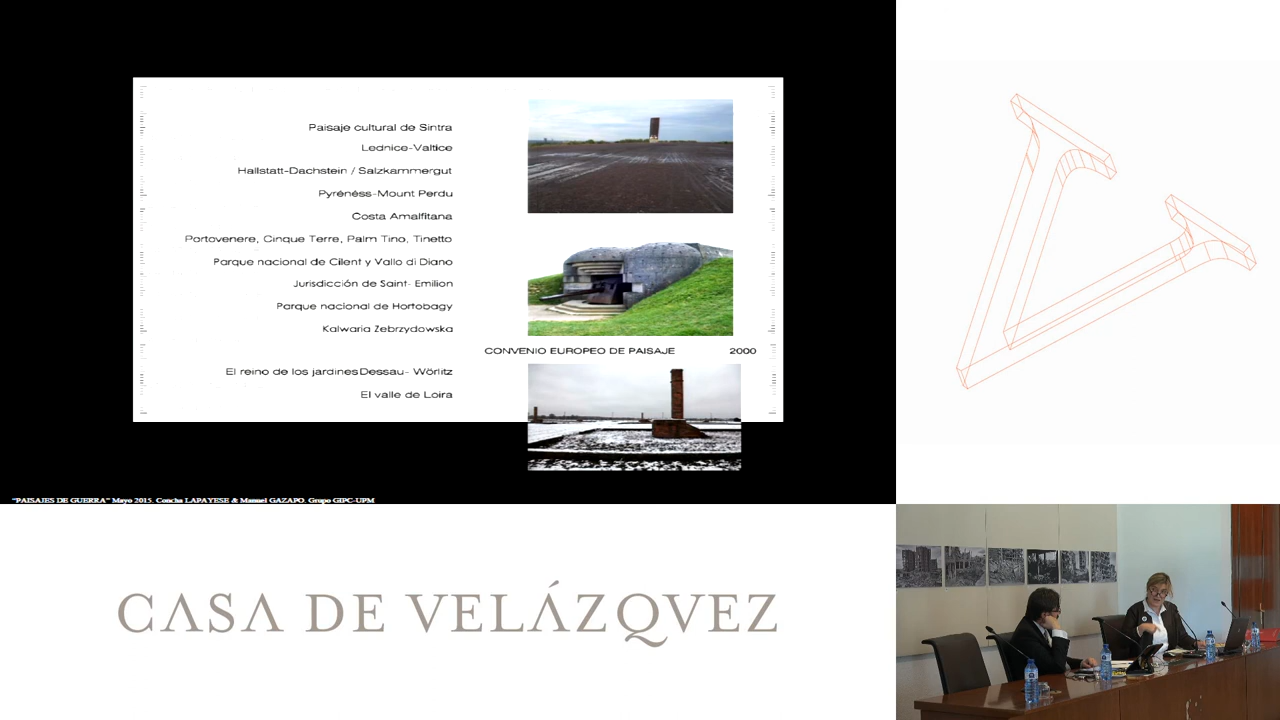 Paisaje cultural de Sintra
Lednice-Valtice
Hallstatt-Dachstein / Salzkammergut
Pyrénéss-Mount Perdu
Costa Amalfitana
Portovenere, Cinque Terre, Palm Tino, Tinetto
Parque nacional de Cilent y Vallo di Diano
Jurisdicción de Saint- Emilion
Parque nacional de Hortobagy
Kalwaria Zebrzydowska
CONVENIO EUROPEO DE PAISAJE 2000
El reino de los jardines Dessau- Wörlitz
El valle de Loira
"PAISAJES DE GUERRA" Mayo 2015. Concha LAPAYESE & Manuel GAZAPO. Grupo GIPC-UPM
CASA DE VELÁZQVEZ